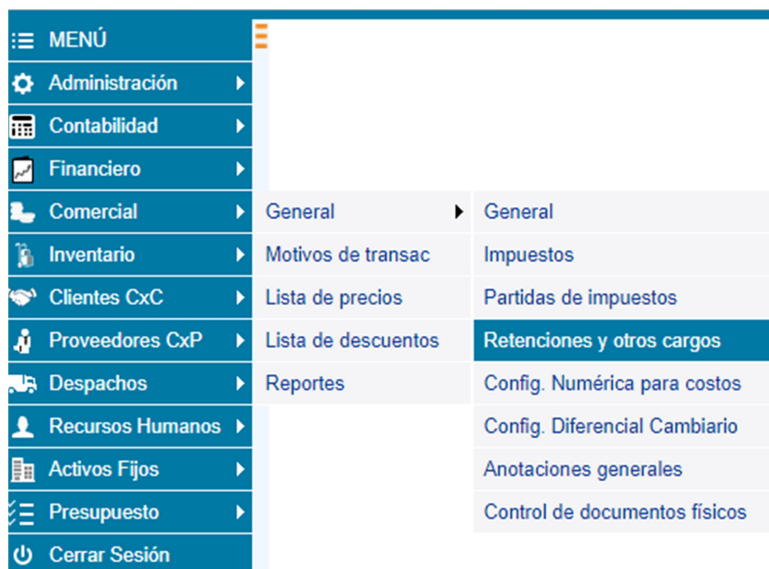 MENÚ
Administración
Contabilidad
Financiero
Comercial
Inventario
Clientes CxC
Proveedores CxP
Despachos
Recursos Humanos
Activos Fijos
Presupuesto
Cerrar Sesión
General
Motivos de transac
Lista de precios
Lista de descuentos
Reportes
General
Impuestos
Partidas de impuestos
Retenciones y otros cargos
Config. Numérica para costos
Config. Diferencial Cambiario
Anotaciones generales
Control de documentos físicos